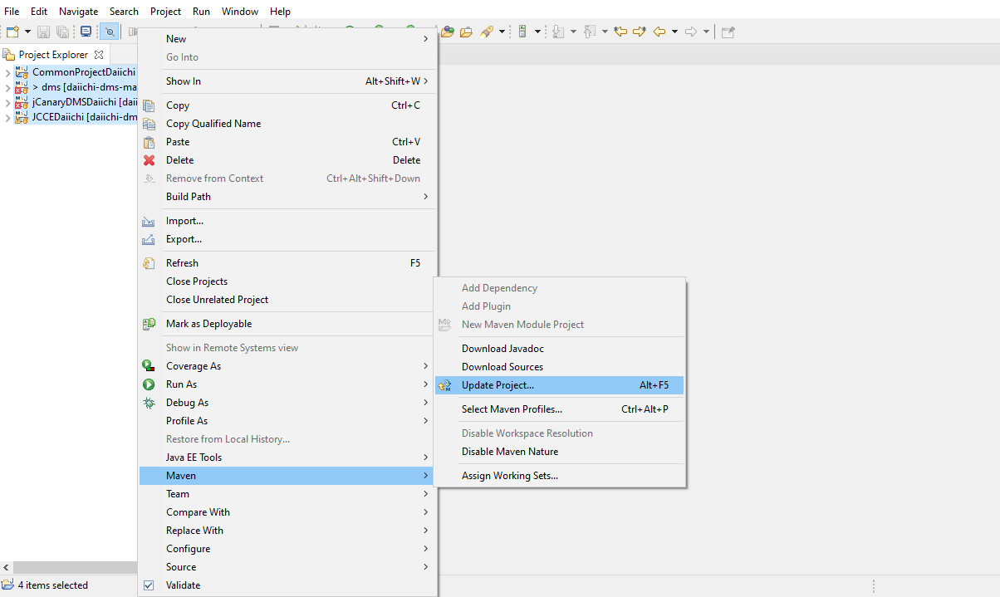 File Edit Navigate Search Project Run Window Help
Project Explorer
CommonProjectDaiichi
> dms [daiichi-dms-ma
jCanaryDMSDaiichi [daii
JCCEDaiichi [daiichi-dm
New
Go Into
Show In Alt+Shift+W
Copy Ctrl+C
Copy Qualified Name
Paste Ctrl+V
Delete Delete
Remove from Context Ctrl+Alt+Shift+Down
Build Path
Import...
Export...
Refresh F5
Close Projects
Close Unrelated Project
Mark as Deployable
Show in Remote Systems view
Coverage As
Run As
Debug As
Profile As
Restore from Local History...
Java EE Tools
Maven
Team
Compare With
Replace With
Configure
Source
Validate
Add Dependency
Add Plugin
New Maven Module Project
Download Javadoc
Download Sources
Update Project... Alt+F5
Select Maven Profiles... Ctrl+Alt+P
Disable Workspace Resolution
Disable Maven Nature
Assign Working Sets...
4 items selected